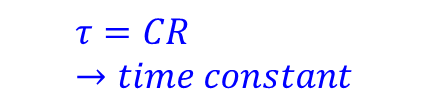 τ = CR
→ time constant